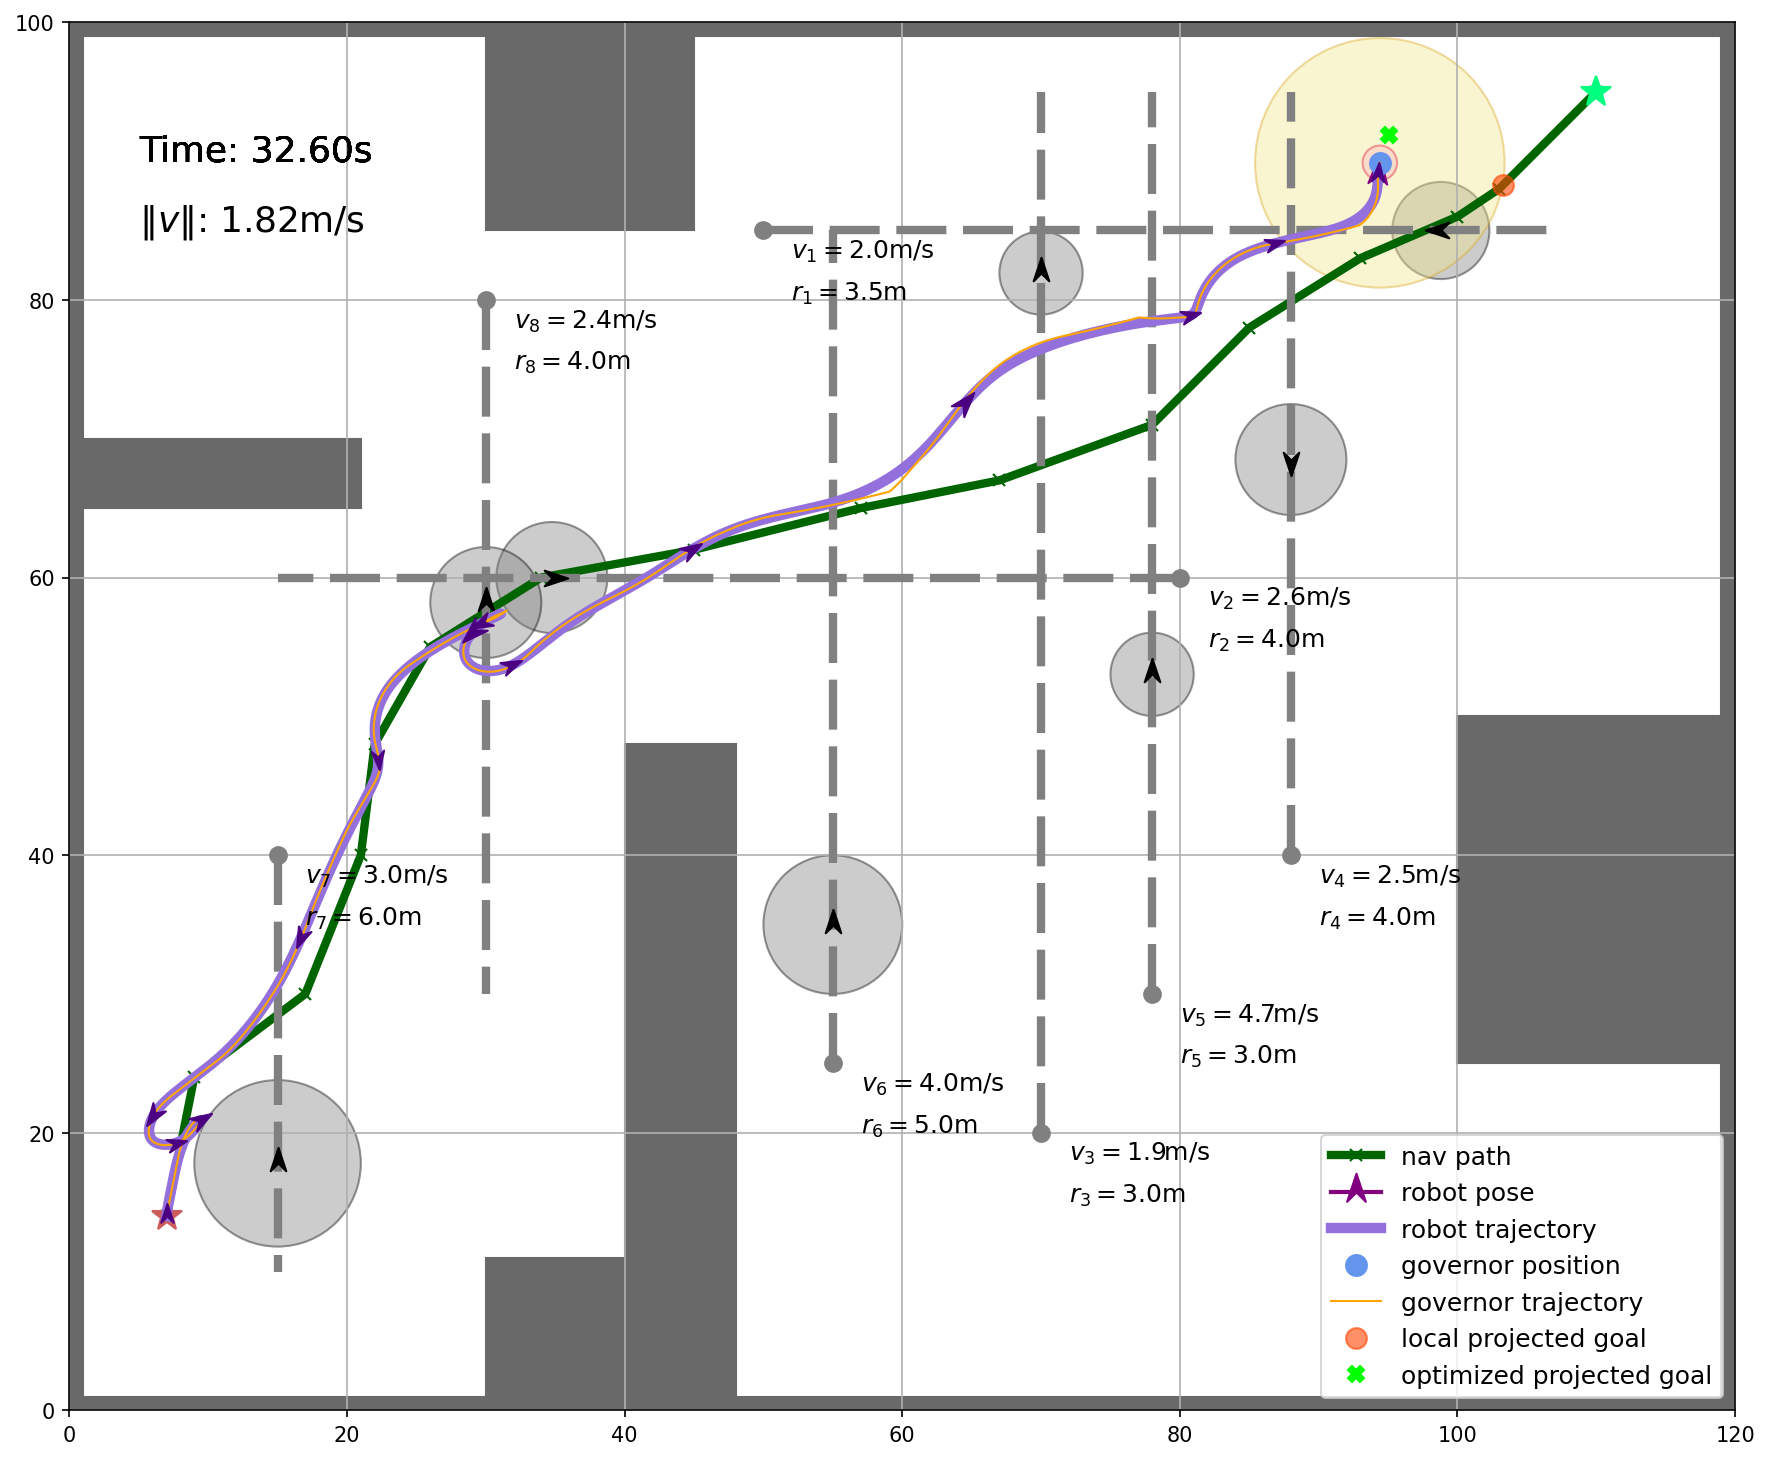 100
80
60
40
20
0
0
20
40
60
80
100
120
Time: 32.60s
‖v‖: 1.82m/s
v₁ = 2.0m/s
r₁ = 3.5m
v₈ = 2.4m/s
r₈ = 4.0m
v₂ = 2.6m/s
r₂ = 4.0m
v₇ = 3.0m/s
r₇ = 6.0m
v₄ = 2.5m/s
r₄ = 4.0m
v₅ = 4.7m/s
r₅ = 3.0m
v₆ = 4.0m/s
r₆ = 5.0m
v₃ = 1.9m/s
r₃ = 3.0m
nav path
robot pose
robot trajectory
governor position
governor trajectory
local projected goal
optimized projected goal